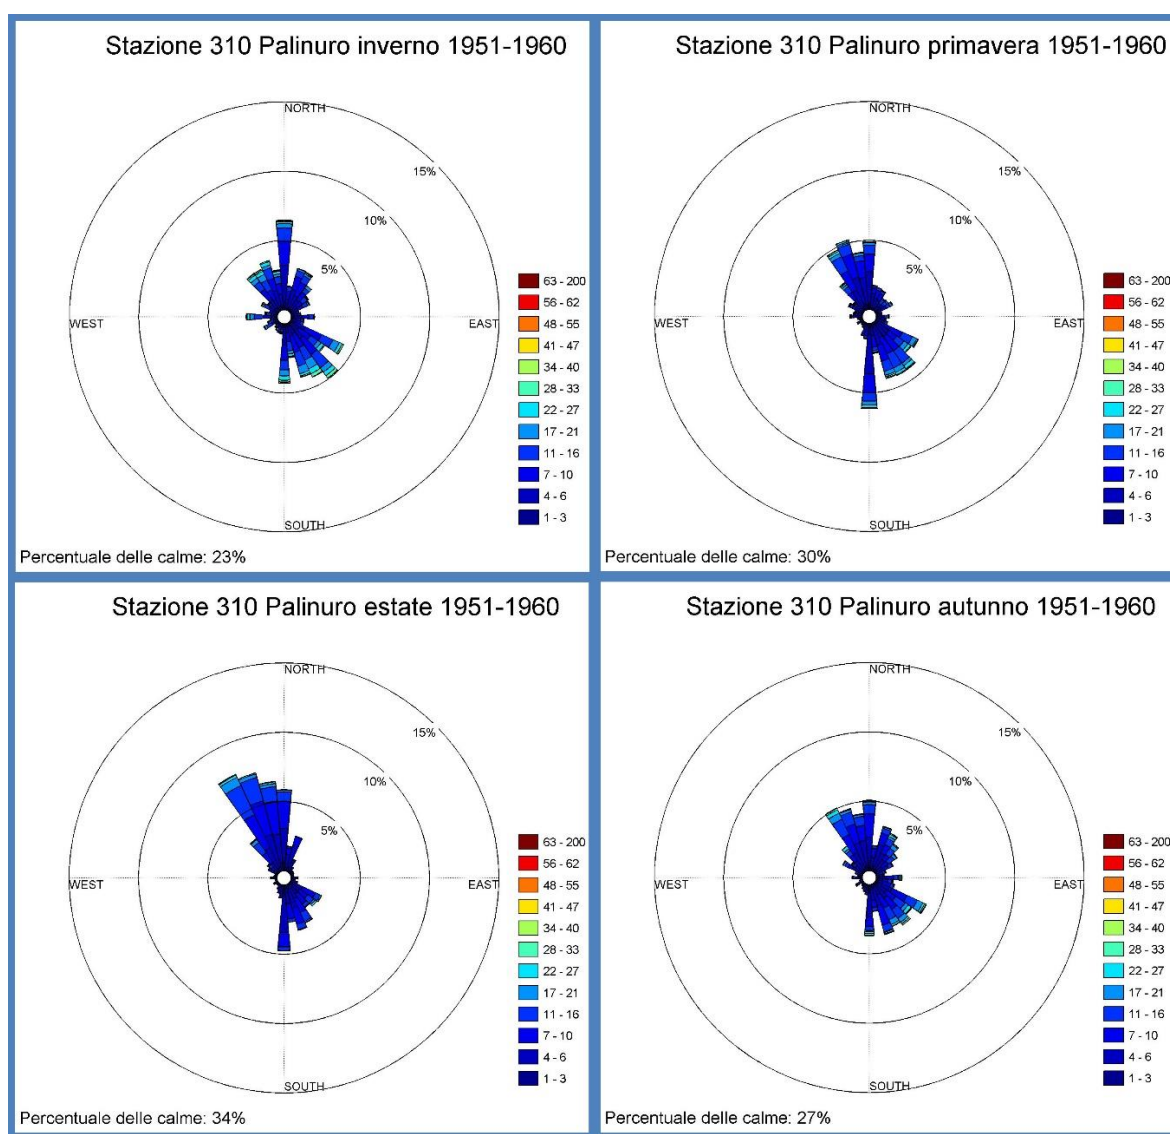 Stazione 310 Palinuro inverno 1951-1960
NORTH
15%
10%
5%
WEST
EAST
SOUTH
63 - 200
56 - 62
48 - 55
41 - 47
34 - 40
28 - 33
22 - 27
17 - 21
11 - 16
7 - 10
4 - 6
1 - 3
Percentuale delle calme: 23%
Stazione 310 Palinuro primavera 1951-1960
NORTH
15%
10%
5%
WEST
EAST
SOUTH
63 - 200
56 - 62
48 - 55
41 - 47
34 - 40
28 - 33
22 - 27
17 - 21
11 - 16
7 - 10
4 - 6
1 - 3
Percentuale delle calme: 30%
Stazione 310 Palinuro estate 1951-1960
NORTH
15%
10%
5%
WEST
EAST
SOUTH
63 - 200
56 - 62
48 - 55
41 - 47
34 - 40
28 - 33
22 - 27
17 - 21
11 - 16
7 - 10
4 - 6
1 - 3
Percentuale delle calme: 34%
Stazione 310 Palinuro autunno 1951-1960
NORTH
15%
10%
5%
WEST
EAST
SOUTH
63 - 200
56 - 62
48 - 55
41 - 47
34 - 40
28 - 33
22 - 27
17 - 21
11 - 16
7 - 10
4 - 6
1 - 3
Percentuale delle calme: 27%